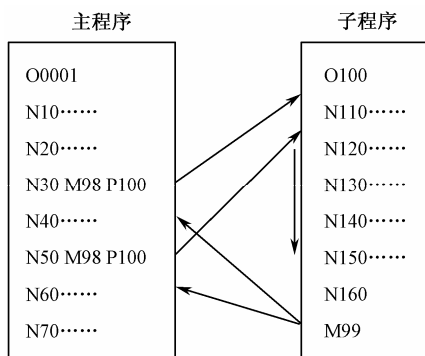 主程序
O0001
N10……
N20……
N30 M98 P100
N40……
N50 M98 P100
N60……
N70……
子程序
O100
N110……
N120……
N130……
N140……
N150……
N160
M99